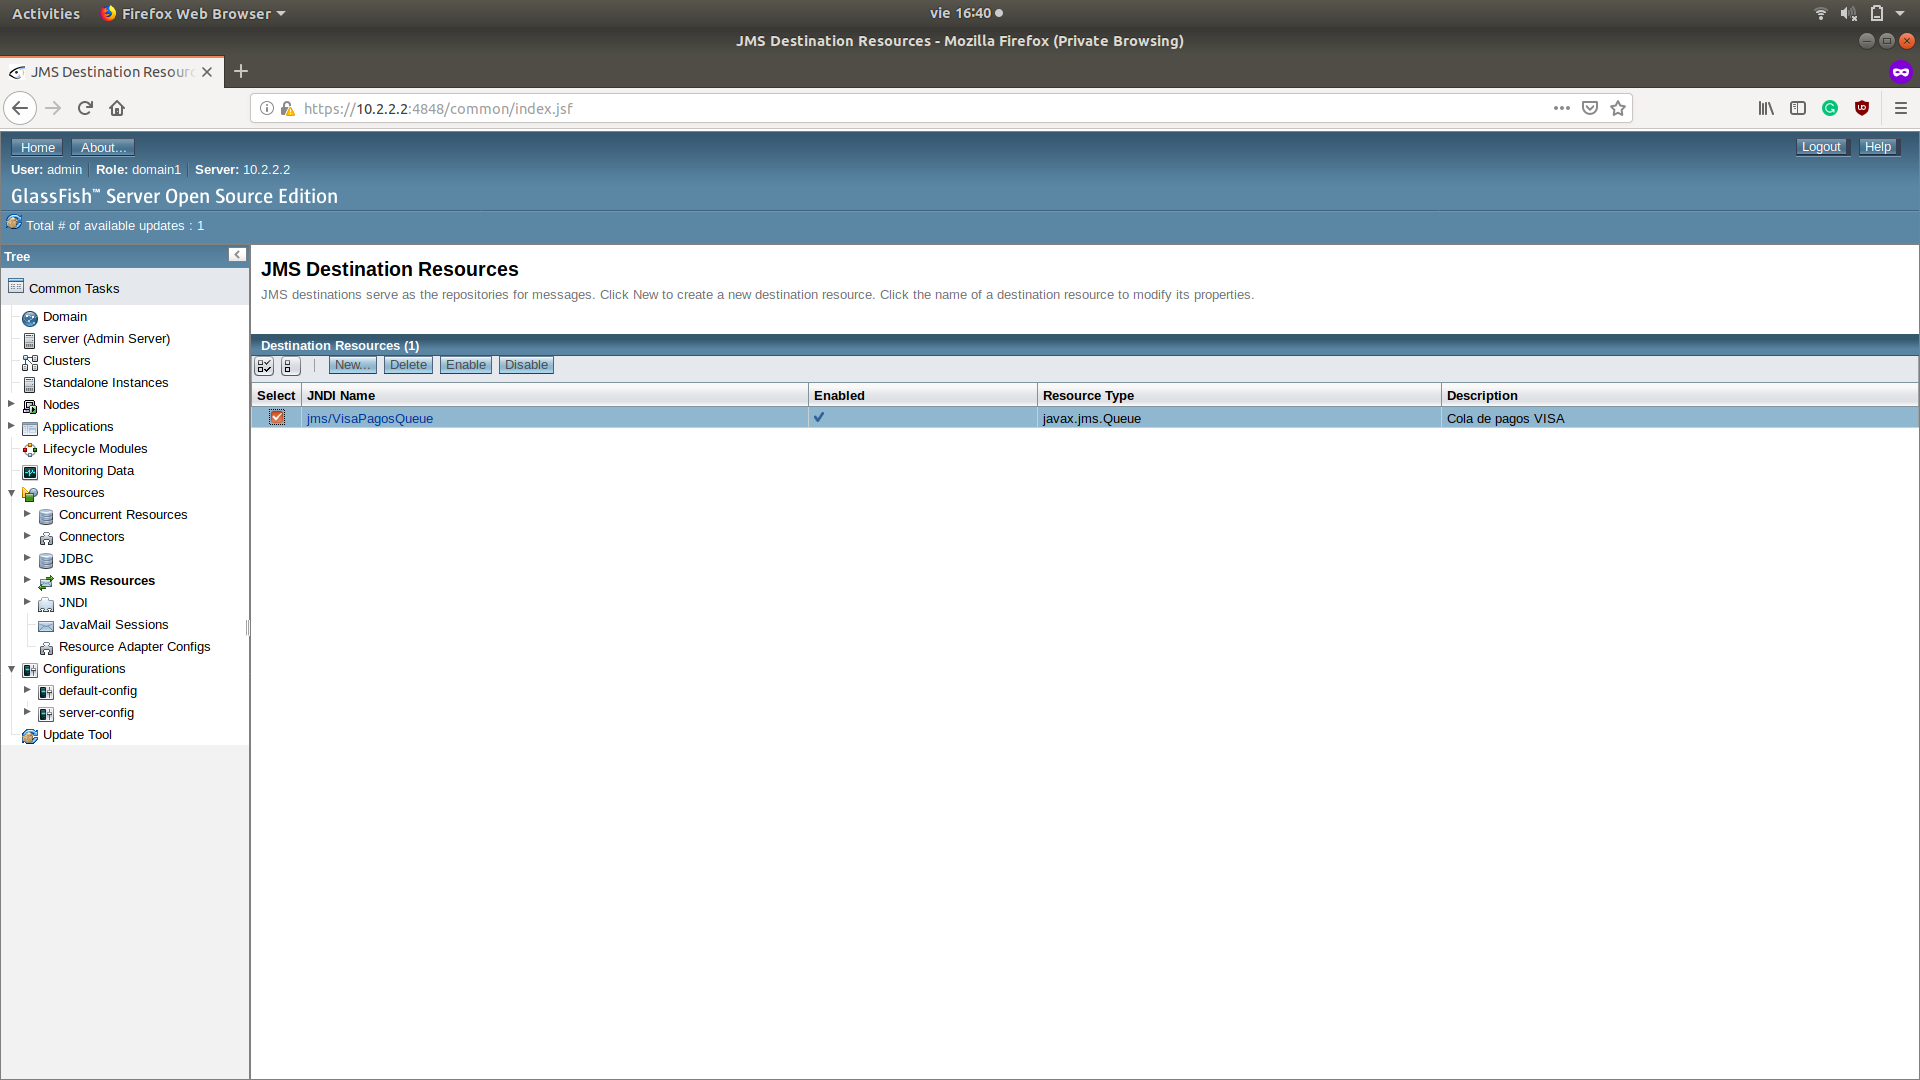 Activities Firefox Web Browser vie 16:40
JMS Destination Resources - Mozilla Firefox (Private Browsing)
JMS Destination Resourc
https://10.2.2.2:4848/common/index.jsf
Home About... Logout Help
User: admin Role: domain1 Server: 10.2.2.2
GlassFish™ Server Open Source Edition
Total # of available updates : 1
Tree
Common Tasks
Domain
server (Admin Server)
Clusters
Standalone Instances
Nodes
Applications
Lifecycle Modules
Monitoring Data
Resources
Concurrent Resources
Connectors
JDBC
JMS Resources
JNDI
JavaMail Sessions
Resource Adapter Configs
Configurations
default-config
server-config
Update Tool
JMS Destination Resources
JMS destinations serve as the repositories for messages. Click New to create a new destination resource. Click the name of a destination resource to modify its properties.
Destination Resources (1)
New... Delete Enable Disable
Select JNDI Name Enabled Resource Type Description
jms/VisaPagosQueue javax.jms.Queue Cola de pagos VISA